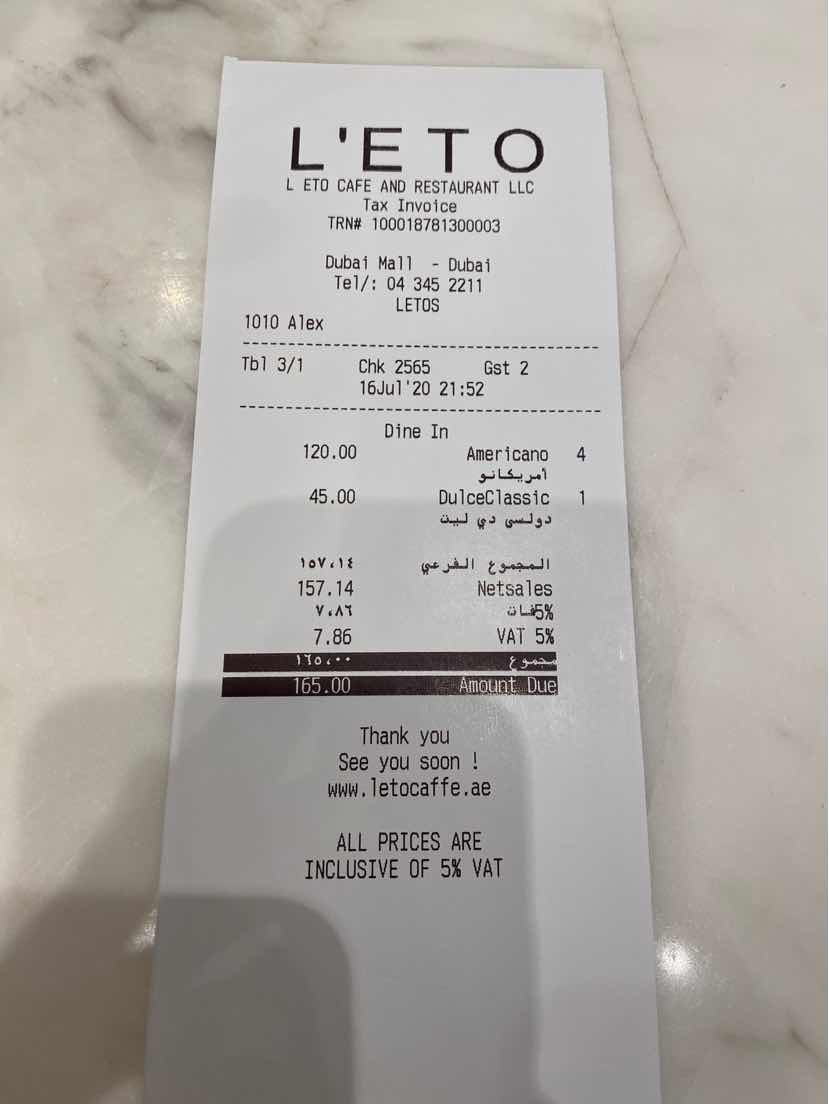 L'ETO
L ETO CAFE AND RESTAURANT LLC
Tax Invoice
TRN# 100018781300003
Dubai Mall - Dubai
Tel/: 04 345 2211
LETOS
1010 Alex
Tbl 3/1 Chk 2565 Gst 2
16Jul'20 21:52
Dine In
120.00 Americano 4
أمريكانو
45.00 DulceClassic 1
دولسي دي ليت
المجموع الفرعي ١٥٧،١٤
157.14 Netsales
5%فات ٧،٨٦
7.86 VAT 5%
مجموع ١٦٥،٠٠
165.00 Amount Due
Thank you
See you soon !
www.letocaffe.ae
ALL PRICES ARE
INCLUSIVE OF 5% VAT